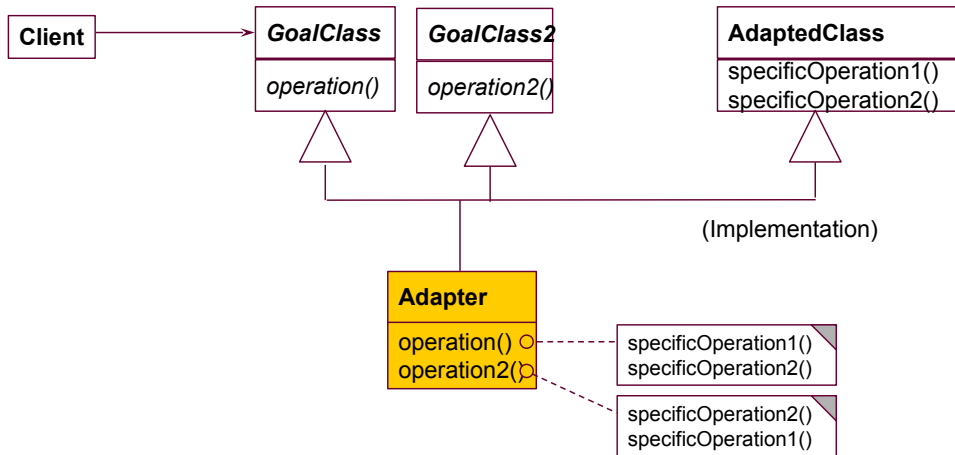 Client
GoalClass
operation()
GoalClass2
operation2()
AdaptedClass
specificOperation1()
specificOperation2()
(Implementation)
Adapter
operation()
operation2()
specificOperation1()
specificOperation2()
specificOperation2()
specificOperation1()